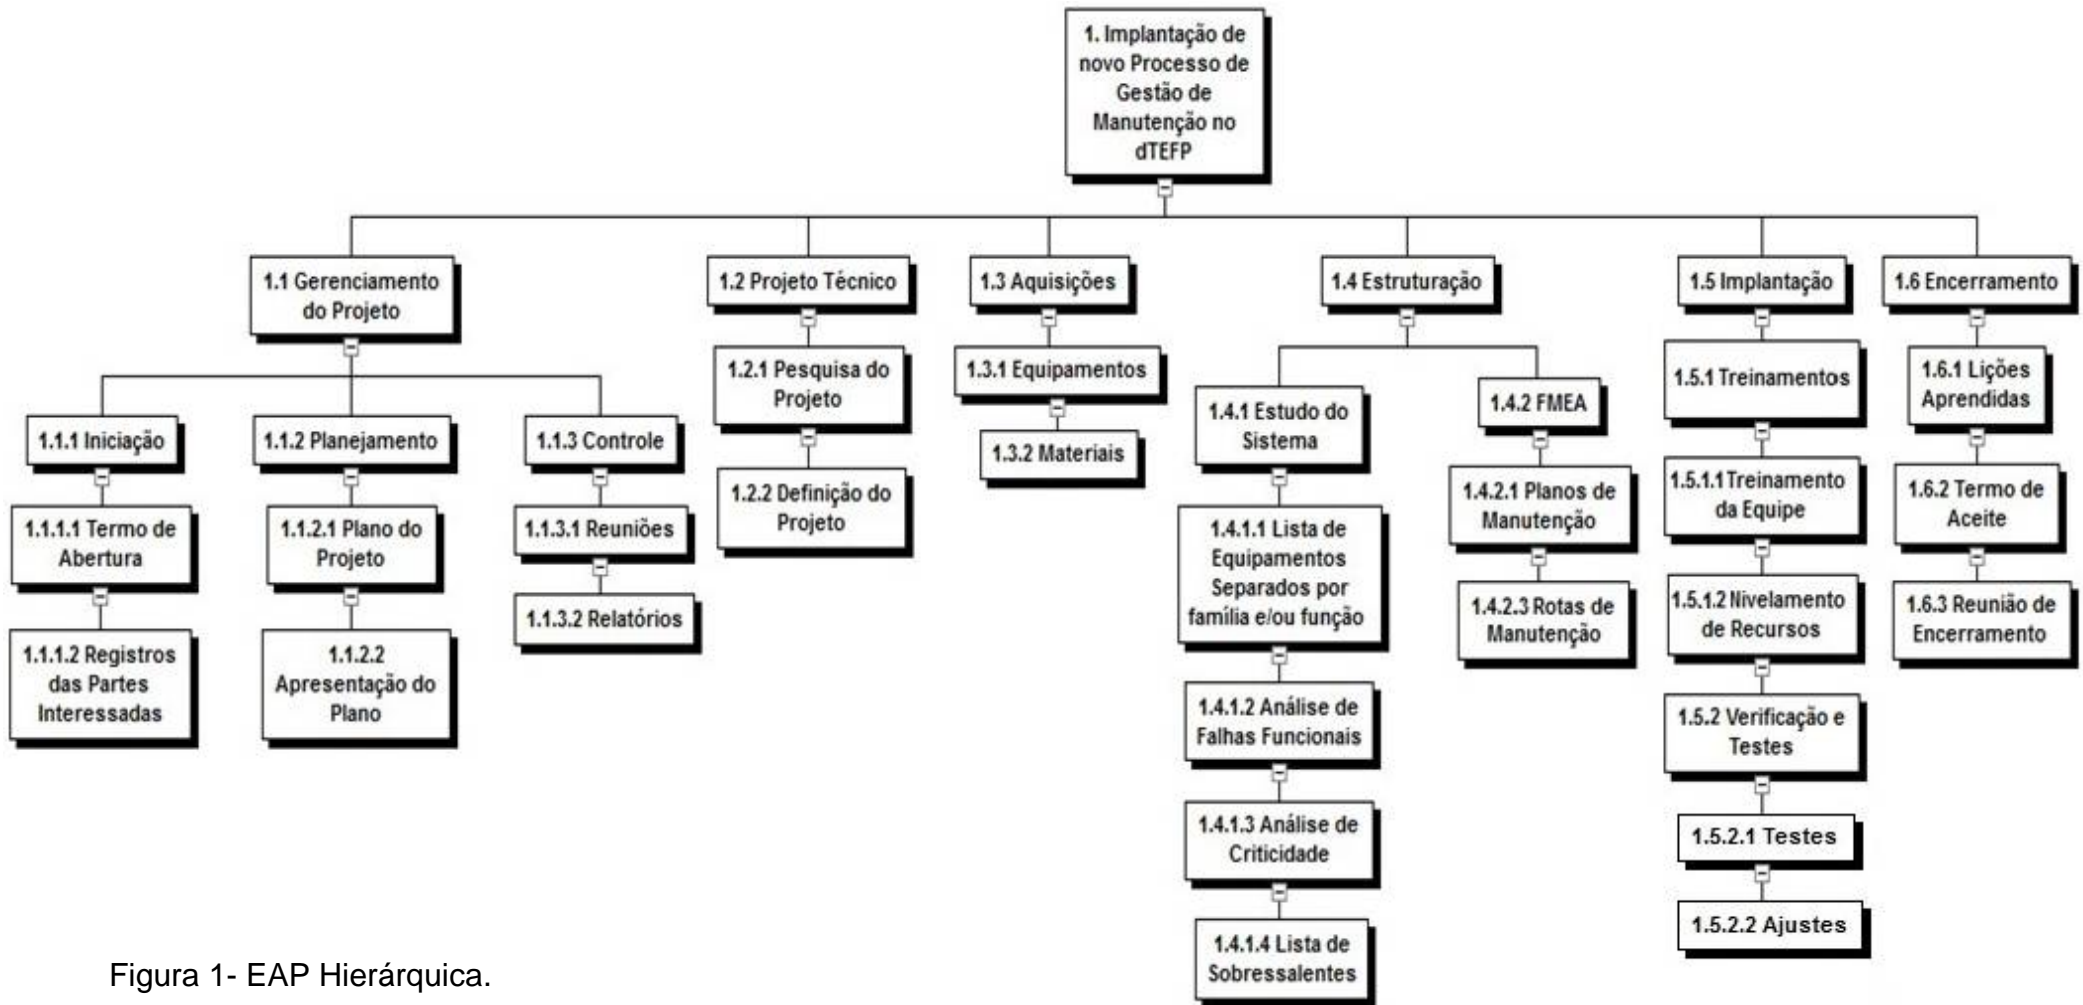 1. Implantação de
novo Processo de
Gestão de
Manutenção no
dTEFP
1.1 Gerenciamento
do Projeto
1.1.1 Iniciação
1.1.1.1 Termo de
Abertura
1.1.1.2 Registros
das Partes
Interessadas
1.1.2 Planejamento
1.1.2.1 Plano do
Projeto
1.1.2.2
Apresentação do
Plano
1.1.3 Controle
1.1.3.1 Reuniões
1.1.3.2 Relatórios
1.2 Projeto Técnico
1.2.1 Pesquisa do
Projeto
1.2.2 Definição do
Projeto
1.3 Aquisições
1.3.1 Equipamentos
1.3.2 Materiais
1.4 Estruturação
1.4.1 Estudo do
Sistema
1.4.1.1 Lista de
Equipamentos
Separados por
família e/ou função
1.4.1.2 Análise de
Falhas Funcionais
1.4.1.3 Análise de
Criticidade
1.4.1.4 Lista de
Sobressalentes
1.4.2 FMEA
1.4.2.1 Planos de
Manutenção
1.4.2.3 Rotas de
Manutenção
1.5 Implantação
1.5.1 Treinamentos
1.5.1.1 Treinamento
da Equipe
1.5.1.2 Nivelamento
de Recursos
1.5.2 Verificação e
Testes
1.5.2.1 Testes
1.5.2.2 Ajustes
1.6 Encerramento
1.6.1 Lições
Aprendidas
1.6.2 Termo de
Aceite
1.6.3 Reunião de
Encerramento
Figura 1- EAP Hierárquica.